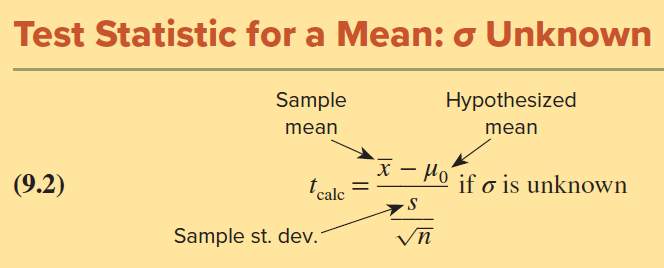 Test Statistic for a Mean: σ Unknown
Sample mean
Hypothesized mean
(9.2) t_calc = (x̄ − μ₀) / (s / √n) if σ is unknown
Sample st. dev.